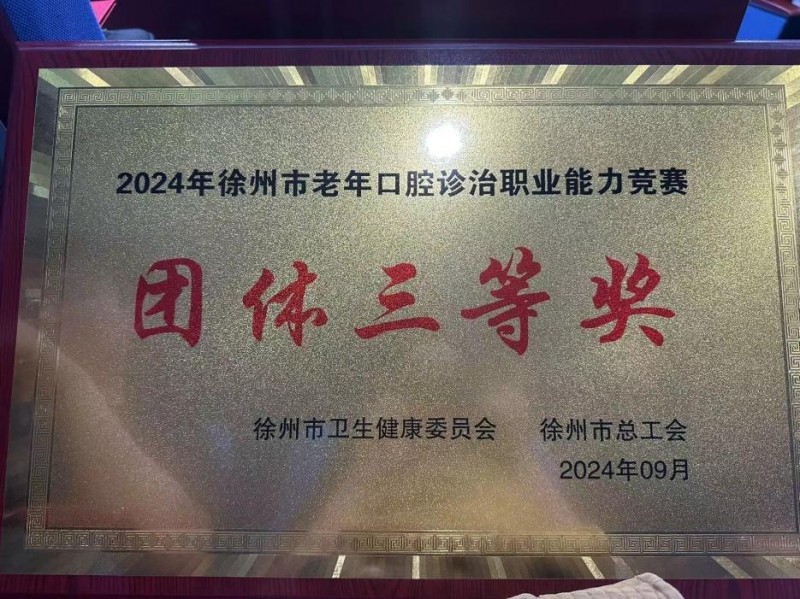 2024年徐州市老年口腔诊治职业能力竞赛
团体三等奖
徐州市卫生健康委员会 徐州市总工会
2024年09月